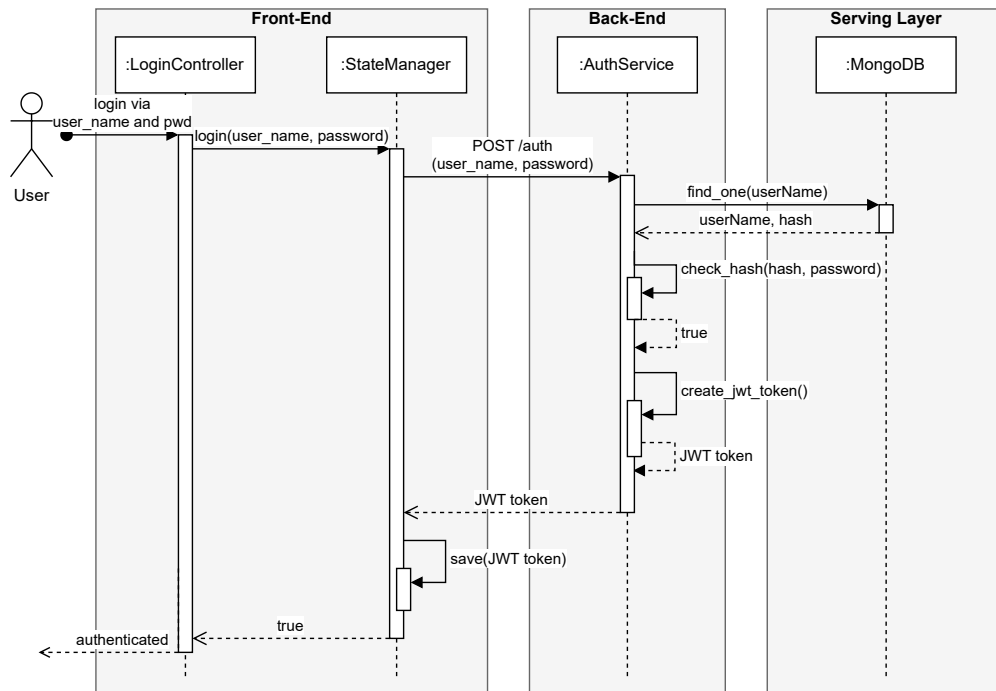 Front-End
Back-End
Serving Layer
:LoginController
:StateManager
:AuthService
:MongoDB
login via
user_name and pwd
User
login(user_name, password)
POST /auth
(user_name, password)
find_one(userName)
userName, hash
check_hash(hash, password)
true
create_jwt_token()
JWT token
JWT token
save(JWT token)
true
authenticated